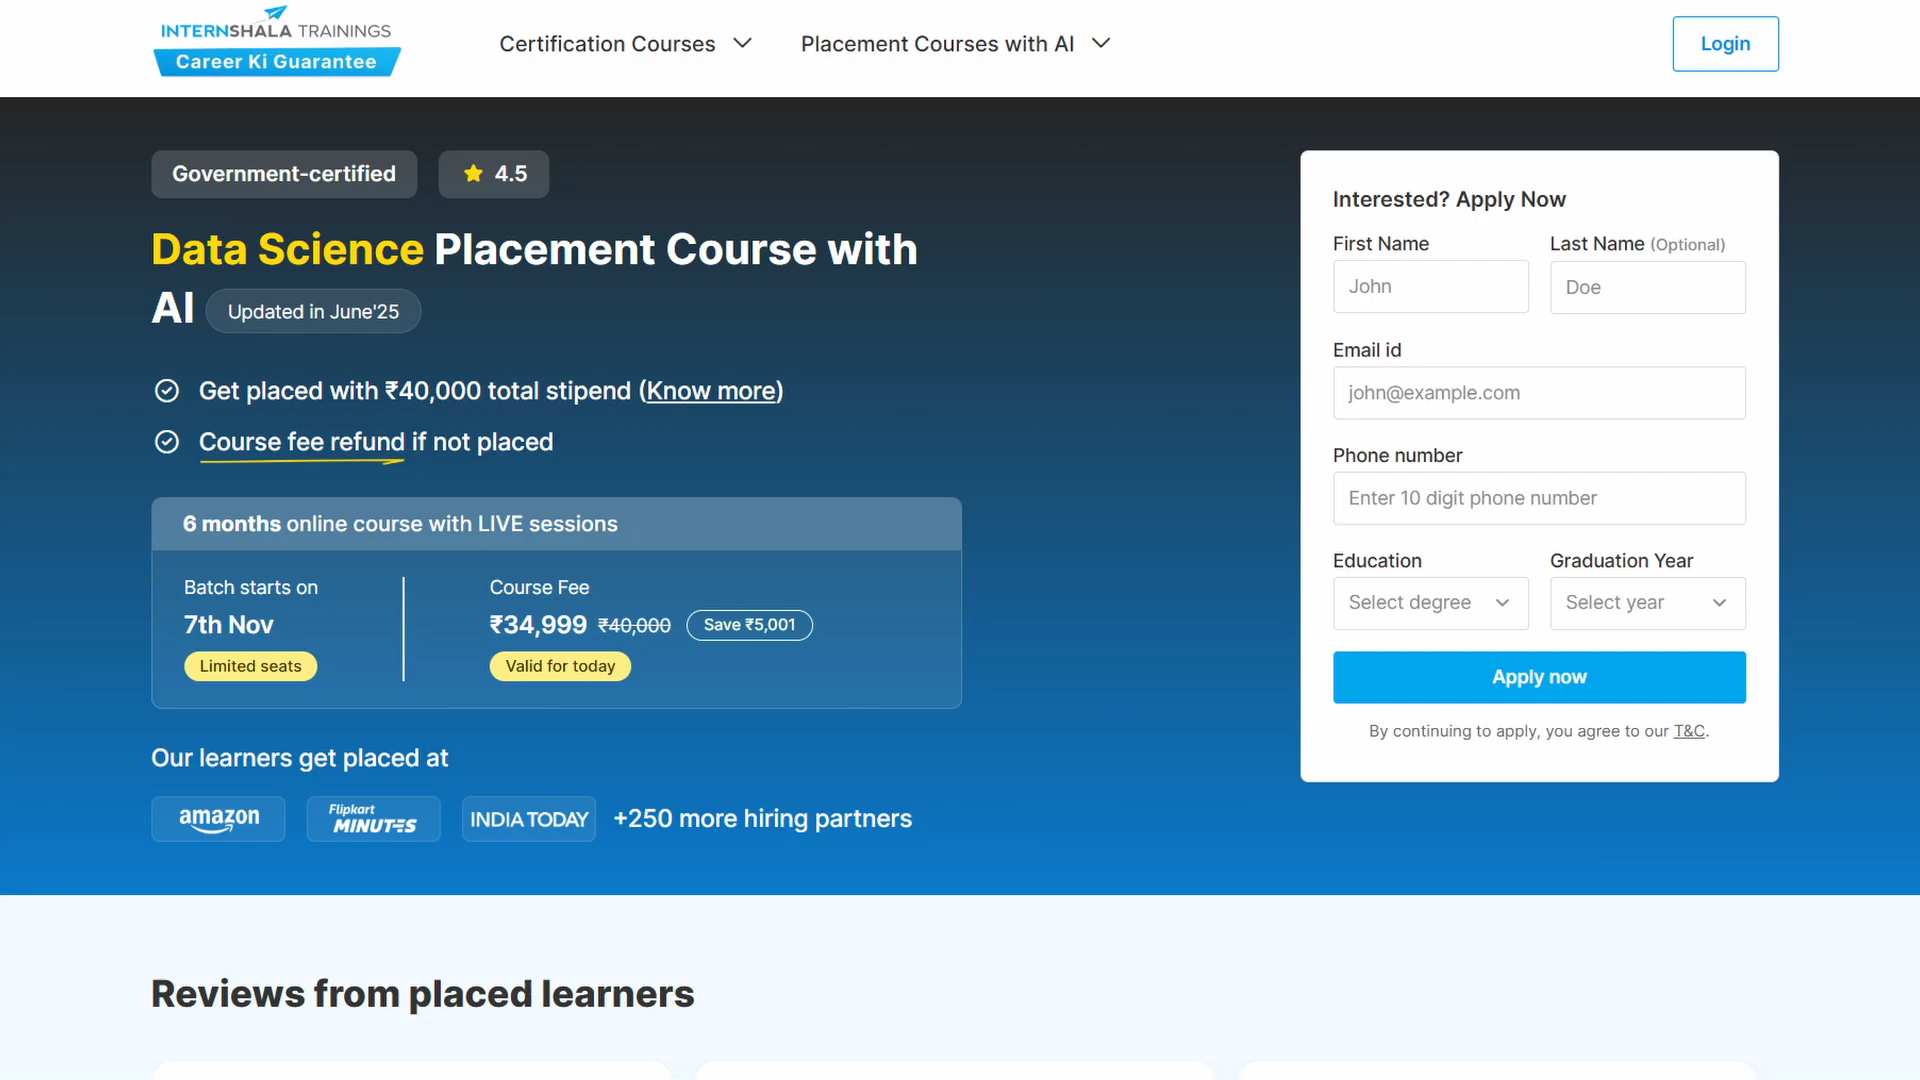 INTERNSHALA TRAININGS
Career Ki Guarantee
Certification Courses
Placement Courses with AI
Login
Government-certified
4.5
Data Science Placement Course with
AI Updated in June'25
Get placed with ₹40,000 total stipend (Know more)
Course fee refund if not placed
6 months online course with LIVE sessions
Batch starts on
7th Nov
Limited seats
Course Fee
₹34,999 ₹40,000 Save ₹5,001
Valid for today
Our learners get placed at
amazon
Flipkart
MINUTES
INDIA TODAY
+250 more hiring partners
Interested? Apply Now
First Name
John
Last Name (Optional)
Doe
Email id
john@example.com
Phone number
Enter 10 digit phone number
Education
Select degree
Graduation Year
Select year
Apply now
By continuing to apply, you agree to our T&C.
Reviews from placed learners